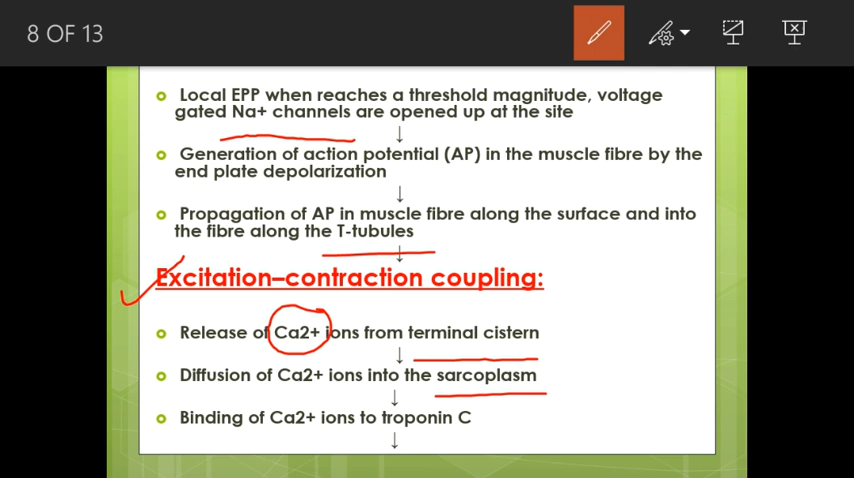 8 OF 13
Local EPP when reaches a threshold magnitude, voltage
gated Na+ channels are opened up at the site
↓
Generation of action potential (AP) in the muscle fibre by the
end plate depolarization
↓
Propagation of AP in muscle fibre along the surface and into
the fibre along the T-tubules
↓
Excitation–contraction coupling:
Release of Ca2+ ions from terminal cistern
↓
Diffusion of Ca2+ ions into the sarcoplasm
↓
Binding of Ca2+ ions to troponin C
↓